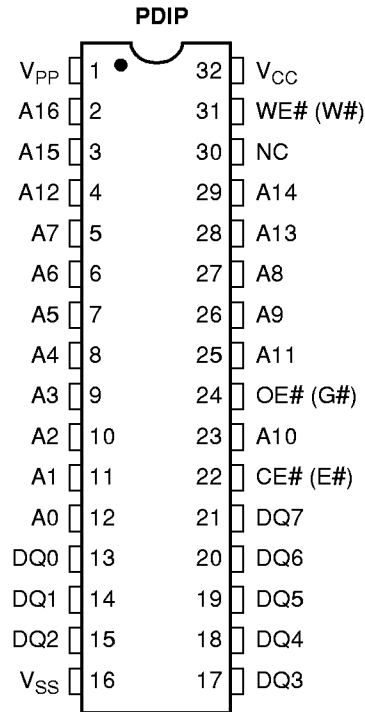 PDIP
V_PP 1 32 V_CC
A16 2 31 WE# (W#)
A15 3 30 NC
A12 4 29 A14
A7 5 28 A13
A6 6 27 A8
A5 7 26 A9
A4 8 25 A11
A3 9 24 OE# (G#)
A2 10 23 A10
A1 11 22 CE# (E#)
A0 12 21 DQ7
DQ0 13 20 DQ6
DQ1 14 19 DQ5
DQ2 15 18 DQ4
V_SS 16 17 DQ3